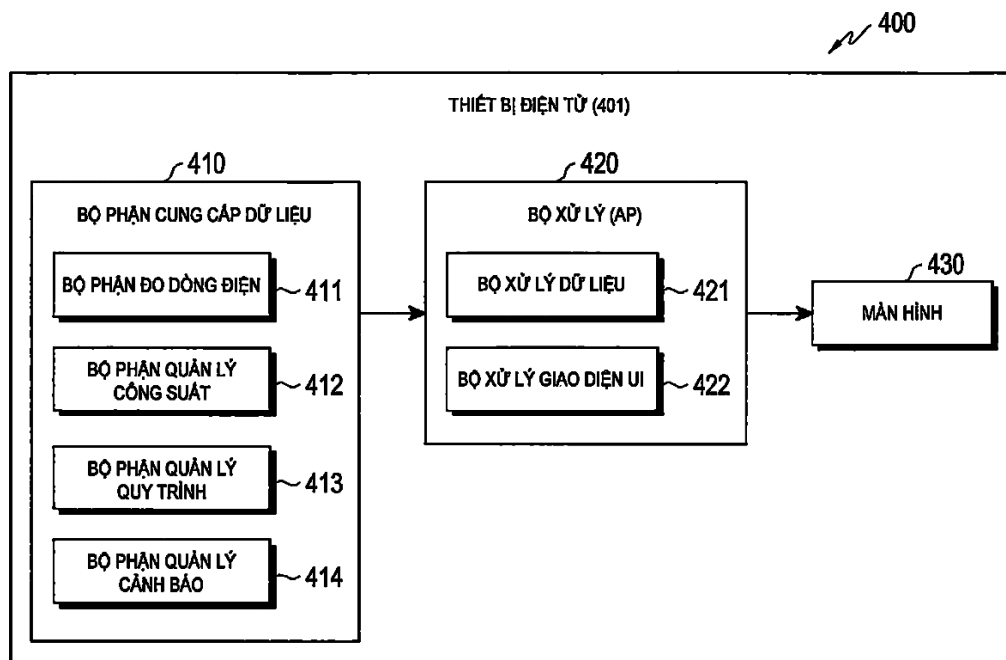 400
THIẾT BỊ ĐIỆN TỬ (401)
410
BỘ PHẬN CUNG CẤP DỮ LIỆU
BỘ PHẬN ĐO DÒNG ĐIỆN
411
BỘ PHẬN QUẢN LÝ
CÔNG SUẤT
412
BỘ PHẬN QUẢN LÝ
QUY TRÌNH
413
BỘ PHẬN QUẢN LÝ
CẢNH BÁO
414
420
BỘ XỬ LÝ (AP)
BỘ XỬ LÝ DỮ LIỆU
421
BỘ XỬ LÝ GIAO DIỆN UI
422
430
MÀN HÌNH